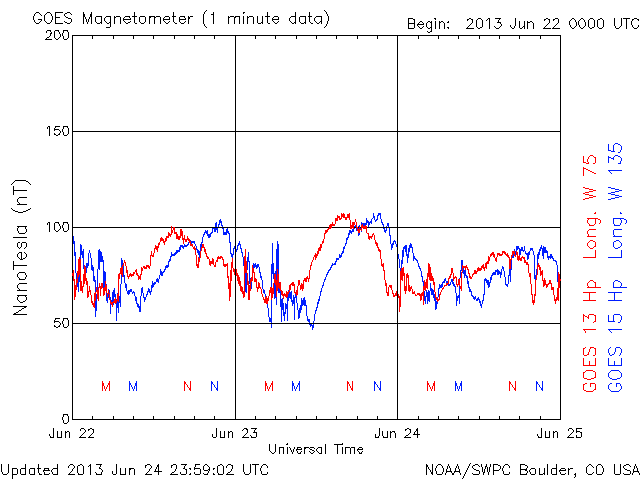 GOES Magnetometer (1 minute data)
Begin: 2013 Jun 22 0000 UTC
200
150
100
50
0
NanoTesla (nT)
M M N N M M N N M M N N
Jun 22 Jun 23 Jun 24 Jun 25
Universal Time
GOES 13 Hp Long. W 75
GOES 15 Hp Long. W 135
Updated 2013 Jun 24 23:59:02 UTC
NOAA/SWPC Boulder, CO USA